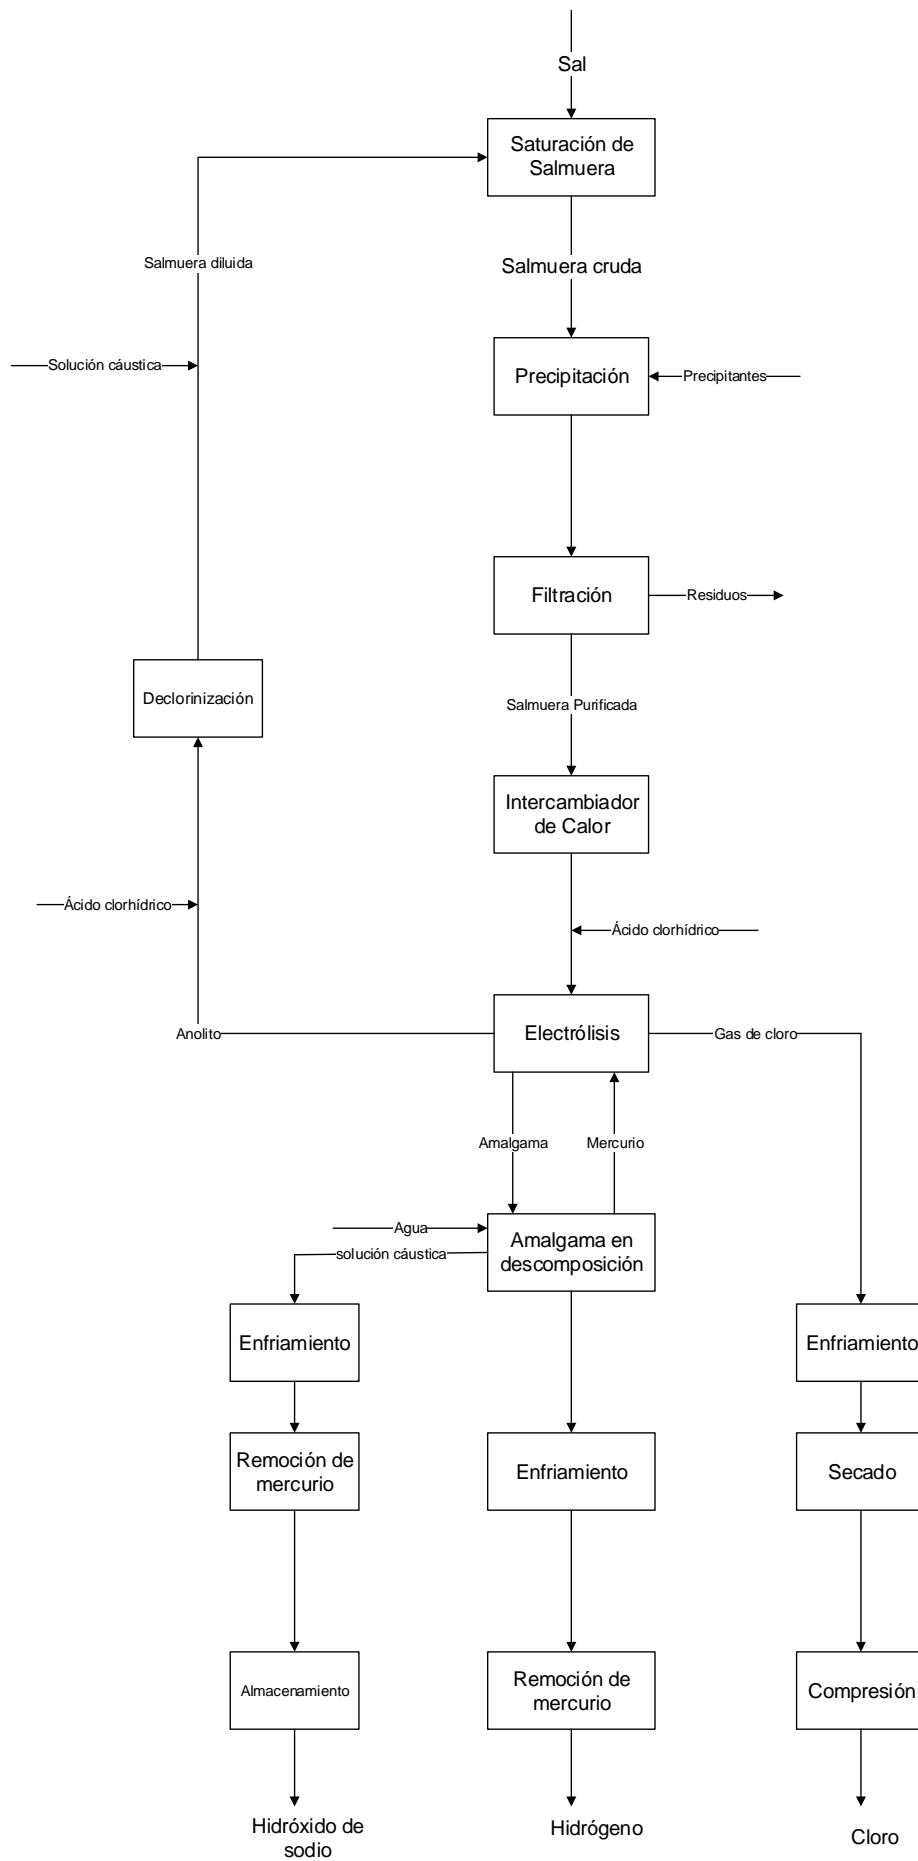 Sal
Saturación de
Salmuera
Salmuera diluida
Salmuera cruda
Solución cáustica
Precipitación
Precipitantes
Filtración
Residuos
Declorinización
Salmuera Purificada
Intercambiador
de Calor
Ácido clorhídrico
Ácido clorhídrico
Anolito
Electrólisis
Gas de cloro
Amalgama
Mercurio
Agua
solución cáustica
Amalgama en
descomposición
Enfriamiento
Enfriamiento
Remoción de
mercurio
Enfriamiento
Secado
Almacenamiento
Remoción de
mercurio
Compresión
Hidróxido de
sodio
Hidrógeno
Cloro